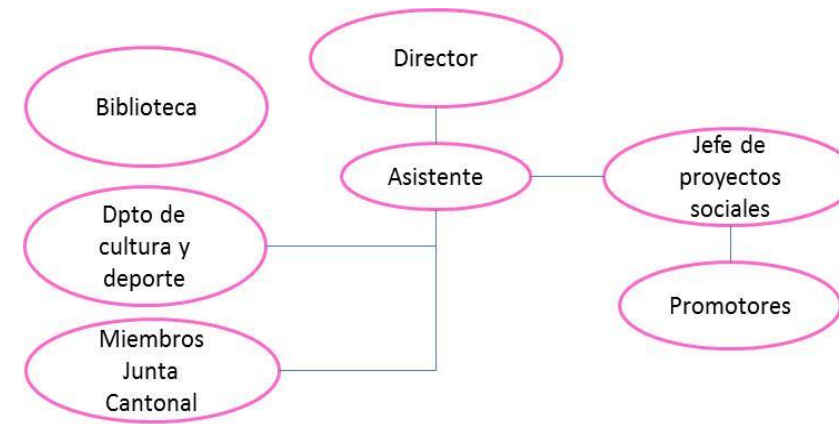 Director
Biblioteca
Asistente
Jefe de
proyectos
sociales
Dpto de
cultura y
deporte
Promotores
Miembros
Junta
Cantonal